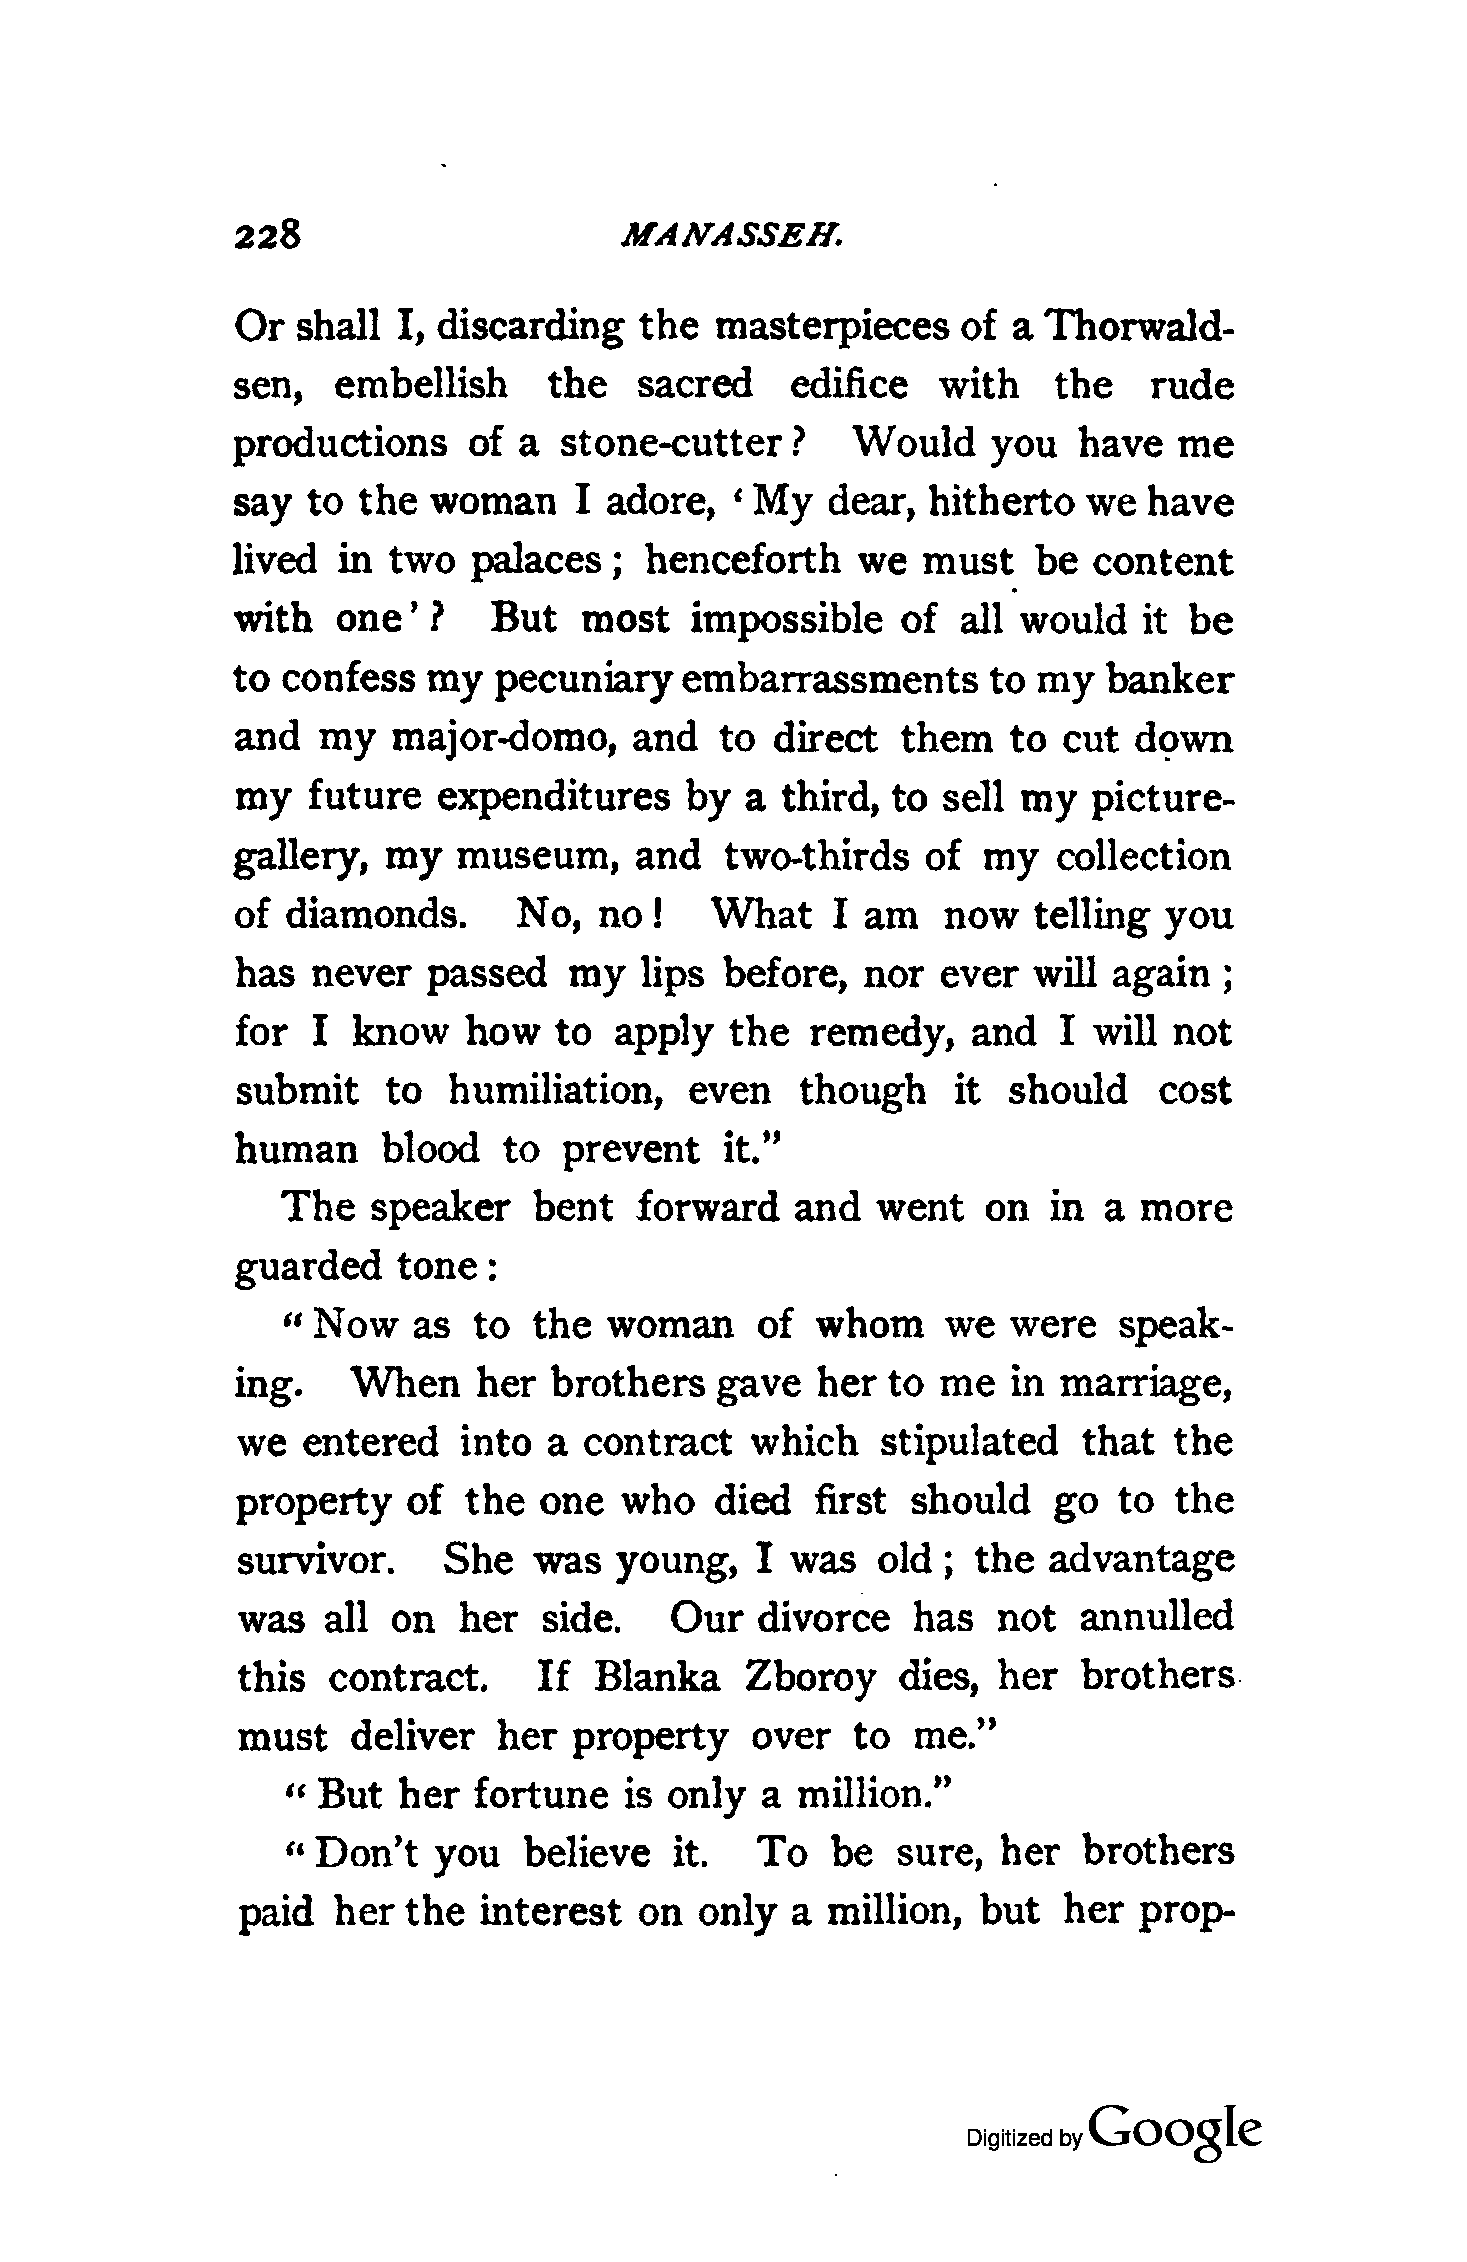 228 MANASSEH.
Or shall I, discarding the masterpieces of a Thorwald-
sen, embellish the sacred edifice with the rude
productions of a stone-cutter? Would you have me
say to the woman I adore, ‘My dear, hitherto we have
lived in two palaces; henceforth we must be content
with one’? But most impossible of all would it be
to confess my pecuniary embarrassments to my banker
and my major-domo, and to direct them to cut down
my future expenditures by a third, to sell my picture-
gallery, my museum, and two-thirds of my collection
of diamonds. No, no! What I am now telling you
has never passed my lips before, nor ever will again;
for I know how to apply the remedy, and I will not
submit to humiliation, even though it should cost
human blood to prevent it.”
The speaker bent forward and went on in a more
guarded tone:
“Now as to the woman of whom we were speak-
ing. When her brothers gave her to me in marriage,
we entered into a contract which stipulated that the
property of the one who died first should go to the
survivor. She was young, I was old; the advantage
was all on her side. Our divorce has not annulled
this contract. If Blanka Zboroy dies, her brothers
must deliver her property over to me.”
“But her fortune is only a million.”
“Don’t you believe it. To be sure, her brothers
paid her the interest on only a million, but her prop-
Digitized by Google